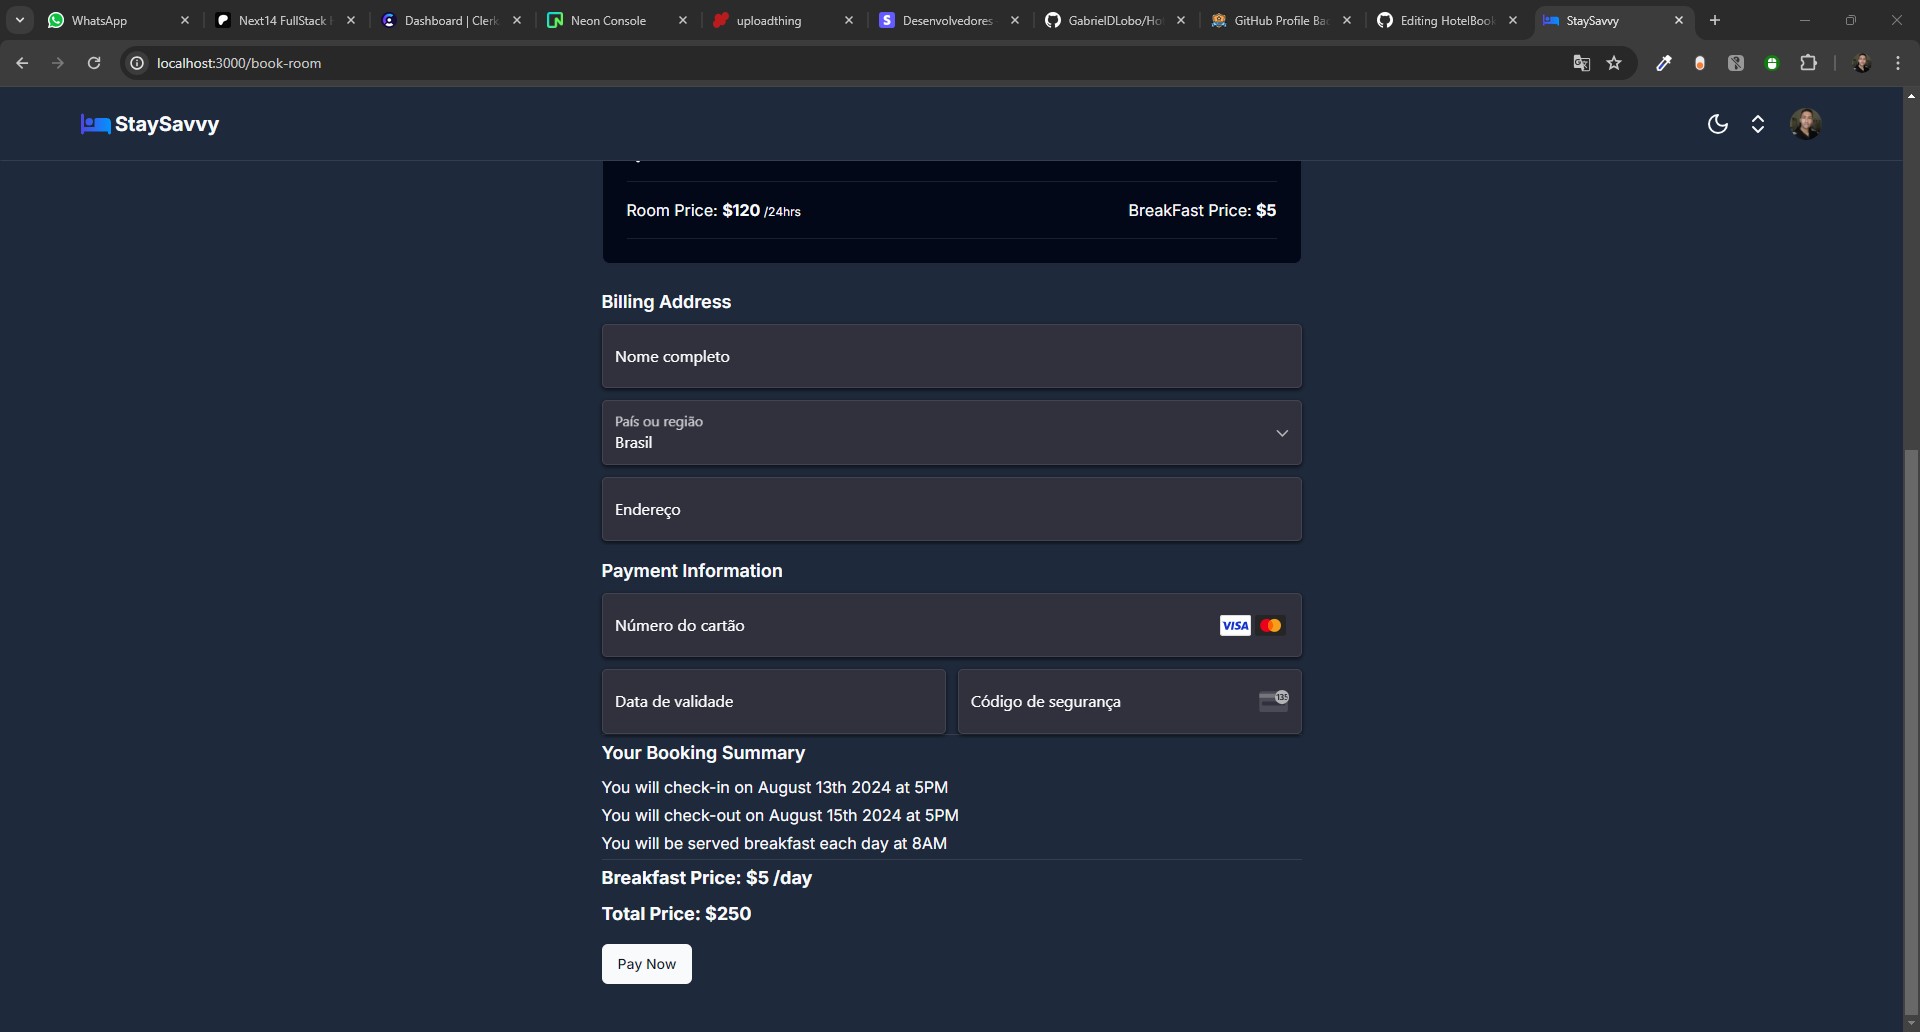 WhatsApp
Next14 FullStack
Dashboard | Clerk
Neon Console
uploadthing
Desenvolvedores
GabrielDLobo/Ho
GitHub Profile Ba
Editing HotelBook
StaySavvy
localhost:3000/book-room
StaySavvy
Room Price: $120 /24hrs
BreakFast Price: $5
Billing Address
Nome completo
País ou região
Brasil
Endereço
Payment Information
Número do cartão
VISA
Data de validade
Código de segurança
135
Your Booking Summary
You will check-in on August 13th 2024 at 5PM
You will check-out on August 15th 2024 at 5PM
You will be served breakfast each day at 8AM
Breakfast Price: $5 /day
Total Price: $250
Pay Now